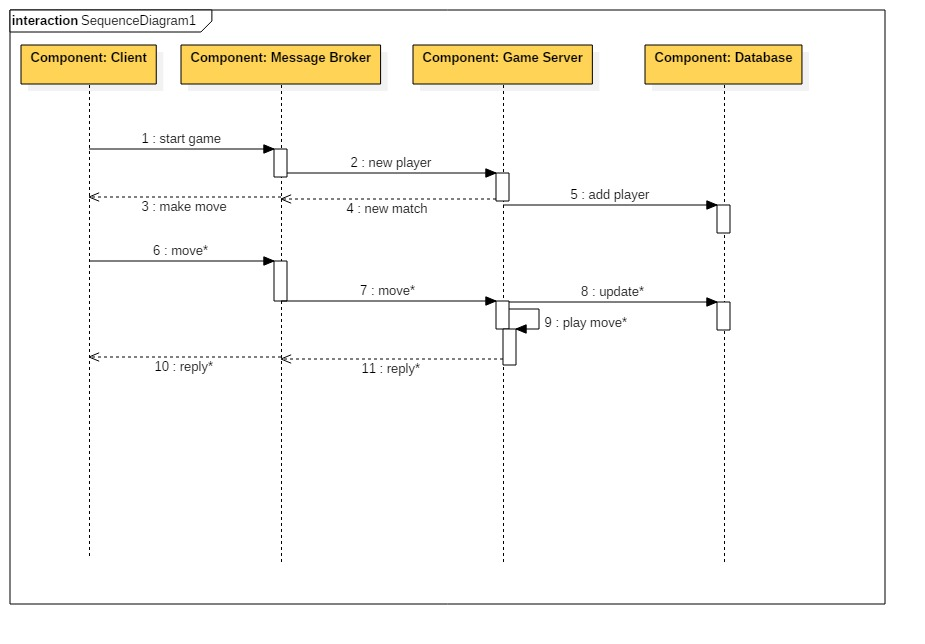 interaction SequenceDiagram1
Component: Client
Component: Message Broker
Component: Game Server
Component: Database
1 : start game
2 : new player
3 : make move
4 : new match
5 : add player
6 : move*
7 : move*
8 : update*
9 : play move*
10 : reply*
11 : reply*